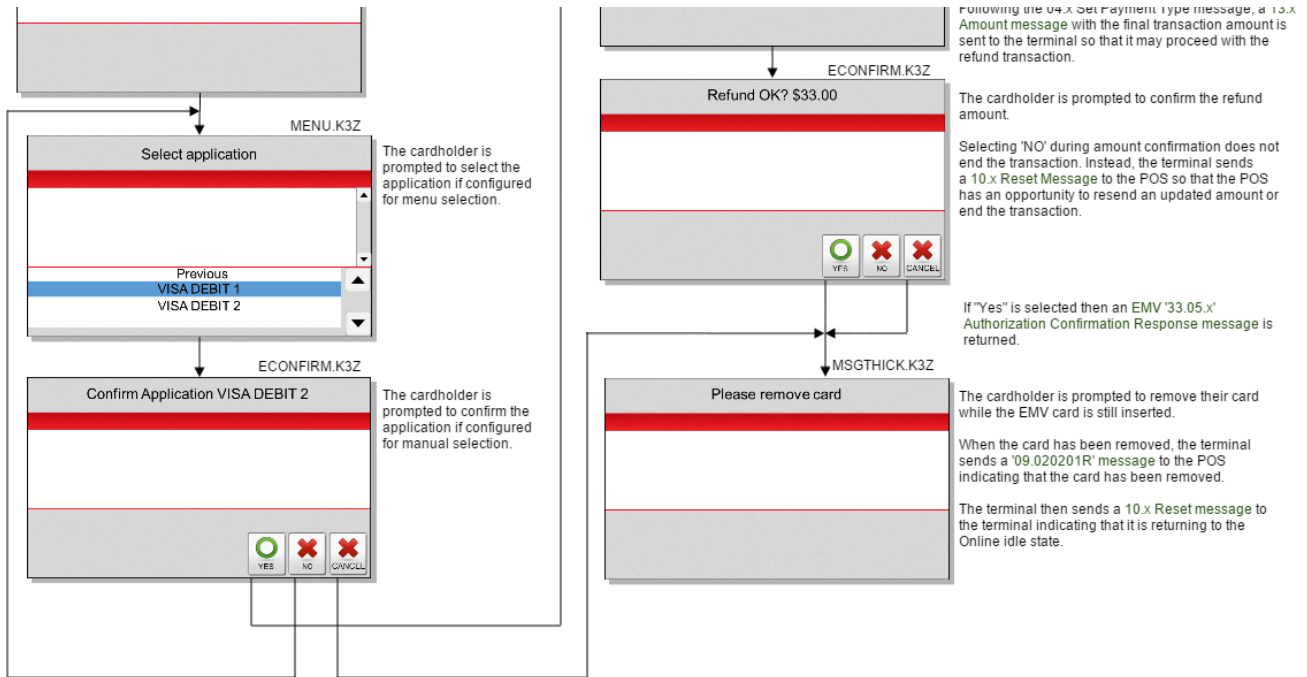 MENU.K3Z
Select application
The cardholder is
prompted to select the
application if configured
for menu selection.
Previous
VISA DEBIT 1
VISA DEBIT 2
ECONFIRM.K3Z
Confirm Application VISA DEBIT 2
The cardholder is
prompted to confirm the
application if configured
for manual selection.
YES
NO
CANCEL
Following the 04.x Set Payment Type message, a 13.x
Amount message with the final transaction amount is
sent to the terminal so that it may proceed with the
refund transaction.
ECONFIRM.K3Z
Refund OK? $33.00
The cardholder is prompted to confirm the refund
amount.
Selecting 'NO' during amount confirmation does not
end the transaction. Instead, the terminal sends
a 10.x Reset Message to the POS so that the POS
has an opportunity to resend an updated amount or
end the transaction.
YES
NO
CANCEL
If "Yes" is selected then an EMV '33.05.x'
Authorization Confirmation Response message is
returned.
MSGTHICK.K3Z
Please remove card
The cardholder is prompted to remove their card
while the EMV card is still inserted.
When the card has been removed, the terminal
sends a '09.020201R' message to the POS
indicating that the card has been removed.
The terminal then sends a 10.x Reset message to
the terminal indicating that it is returning to the
Online idle state.